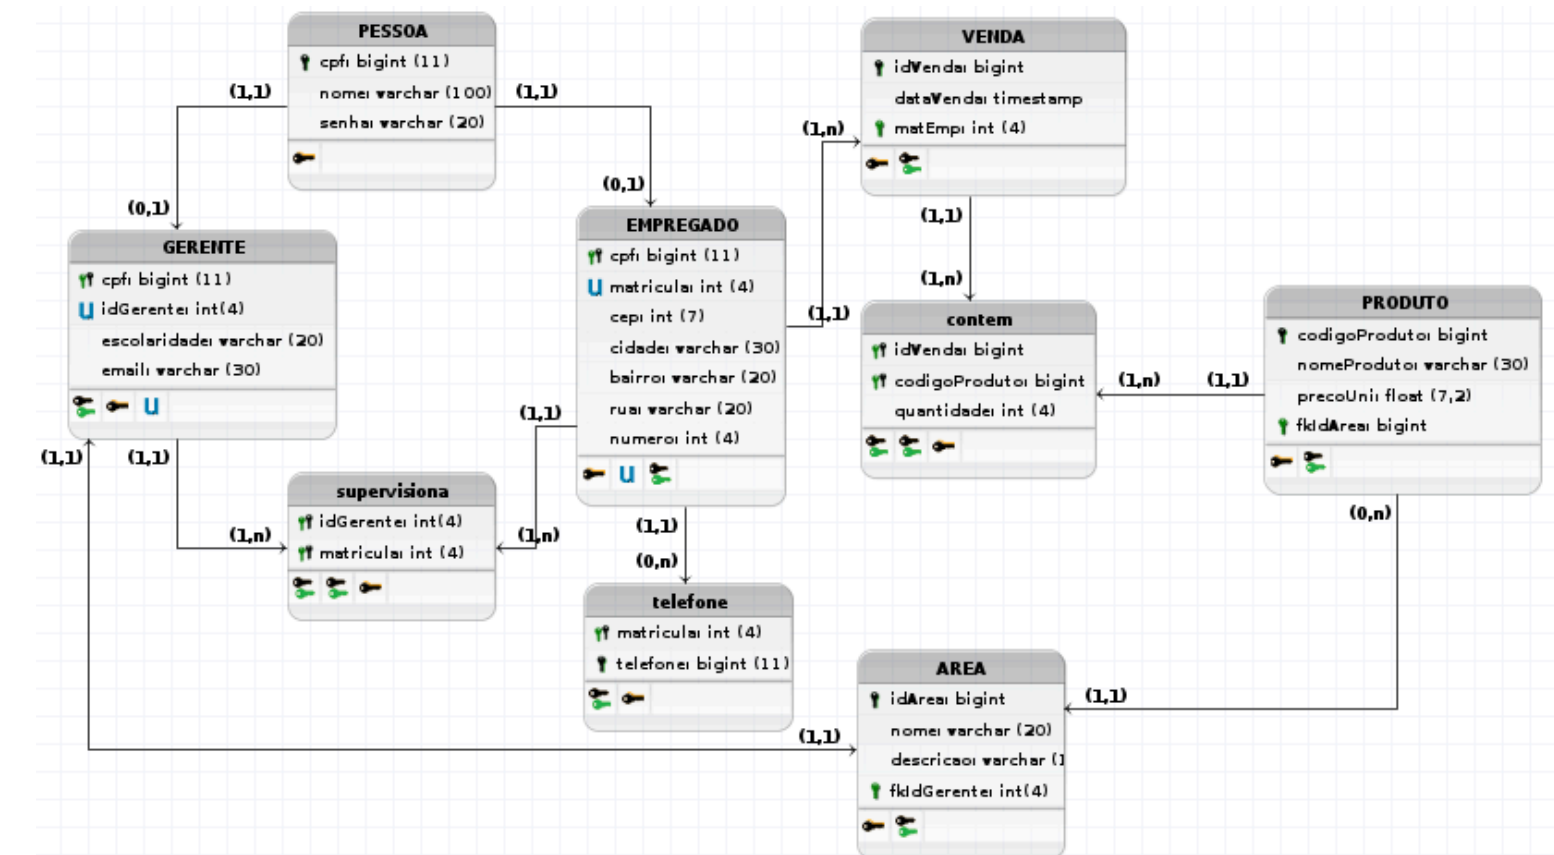 PESSOA
cpf: bigint (11)
nome: varchar (100)
senha: varchar (20)
(1,1)
(1,1)
(0,1)
(0,1)
GERENTE
cpf: bigint (11)
U idGerente: int(4)
escolaridade: varchar (20)
email: varchar (30)
U
(1,1)
(1,1)
EMPREGADO
cpf: bigint (11)
U matricula: int (4)
cep: int (7)
cidade: varchar (30)
bairro: varchar (20)
rua: varchar (20)
numero: int (4)
U
(1,1)
(1,n)
(1,1)
VENDA
idVenda: bigint
dataVenda: timestamp
matEmp: int (4)
(1,1)
(1,n)
contem
idVenda: bigint
codigoProduto: bigint
quantidade: int (4)
(1,n)
(1,1)
PRODUTO
codigoProduto: bigint
nomeProduto: varchar (30)
precoUni: float (7,2)
fkIdArea: bigint
(0,n)
(1,1)
supervisiona
idGerente: int(4)
matricula: int (4)
(1,n)
(1,n)
(1,1)
(0,n)
telefone
matricula: int (4)
telefone: bigint (11)
AREA
idArea: bigint
nome: varchar (20)
descricao: varchar (1
fkIdGerente: int(4)
(1,1)